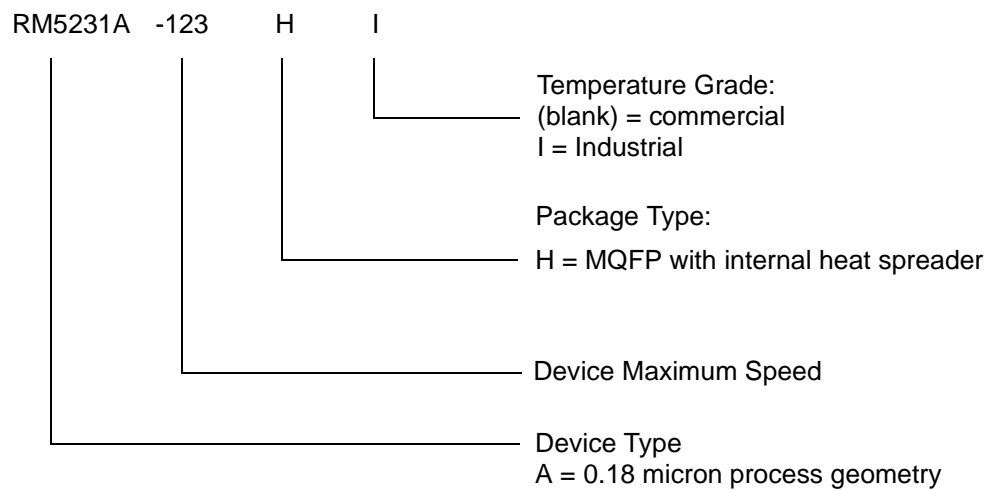 RM5231A -123 H I
Temperature Grade:
(blank) = commercial
I = Industrial
Package Type:
H = MQFP with internal heat spreader
Device Maximum Speed
Device Type
A = 0.18 micron process geometry